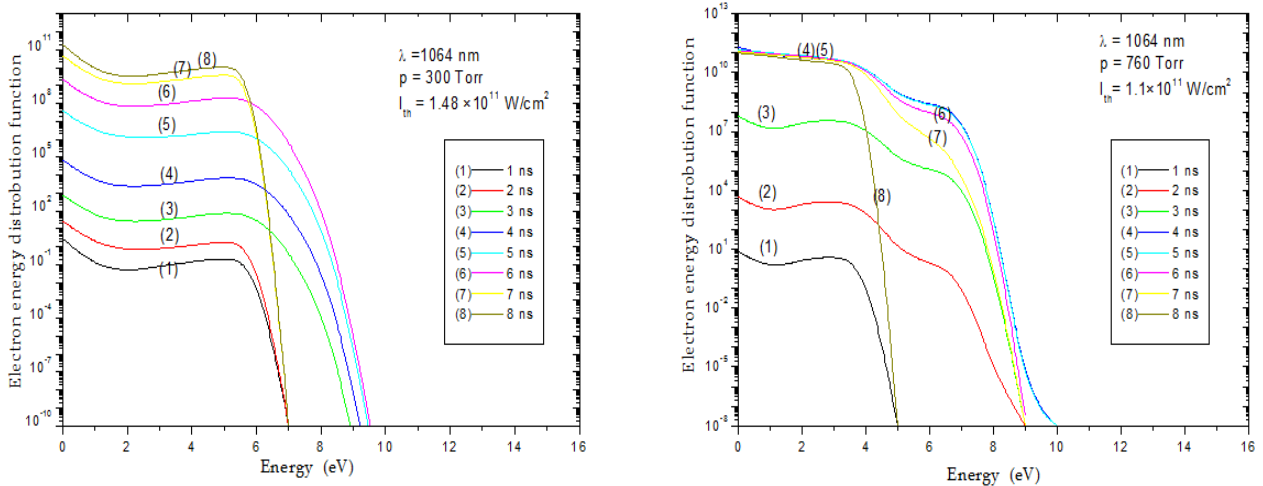 Electron energy distrobution function
10^11
10^8
10^5
10^2
10^-1
10^-4
10^-7
10^-10
0 2 4 6 8 10 12 14 16
Energy (eV)
λ =1064 nm
p = 300 Torr
I_th = 1.48 ×10^11 W/cm^2
(8)
(7)
(6)
(5)
(4)
(3)
(2)
(1)
(1) 1 ns
(2) 2 ns
(3) 3 ns
(4) 4 ns
(5) 5 ns
(6) 6 ns
(7) 7 ns
(8) 8 ns
Electron energy distrobution function
10^13
10^10
10^7
10^4
10^1
10^-2
10^-5
10^-8
0 2 4 6 8 10 12 14 16
Energy (eV)
λ =1064 nm
p = 760 Torr
I_th = 1.1×10^11 W/cm^2
(4)(5)
(3)
(6)
(7)
(2)
(8)
(1)
(1) 1 ns
(2) 2 ns
(3) 3 ns
(4) 4 ns
(5) 5 ns
(6) 6 ns
(7) 7 ns
(8) 8 ns